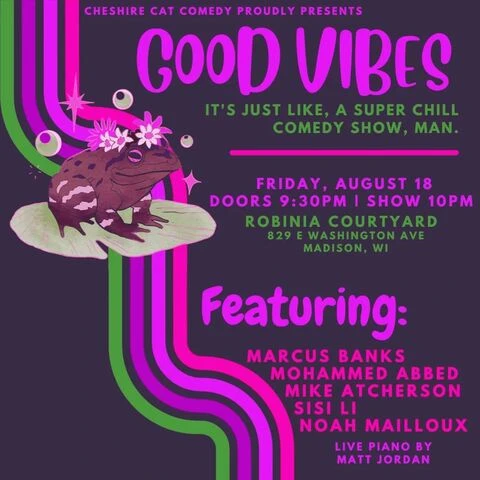 CHESHIRE CAT COMEDY PROUDLY PRESENTS
GOOD VIBES
IT'S JUST LIKE, A SUPER CHILL
COMEDY SHOW, MAN.
FRIDAY, AUGUST 18
DOORS 9:30PM | SHOW 10PM
ROBINIA COURTYARD
829 E WASHINGTON AVE
MADISON, WI
Featuring:
MARCUS BANKS
MOHAMMED ABBED
MIKE ATCHERSON
SISI LI
NOAH MAILLOUX
LIVE PIANO BY
MATT JORDAN